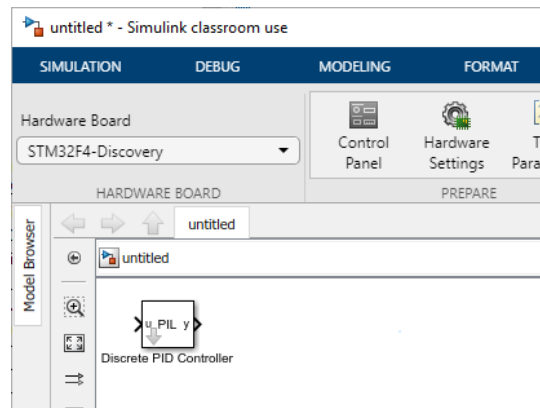 untitled * - Simulink classroom use
SIMULATION DEBUG MODELING FORMAT
Hardware Board
STM32F4-Discovery
Control Panel
Hardware Settings
HARDWARE BOARD
PREPARE
Model Browser
untitled
untitled
u PIL y
Discrete PID Controller